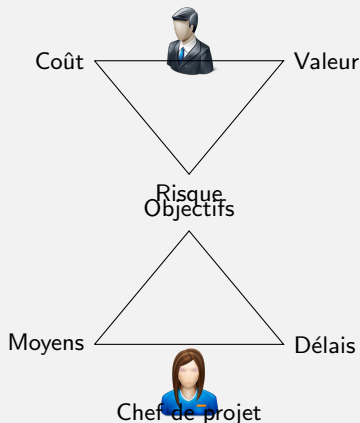 Coût
Valeur
Risque
Objectifs
Moyens
Délais
Chef de projet